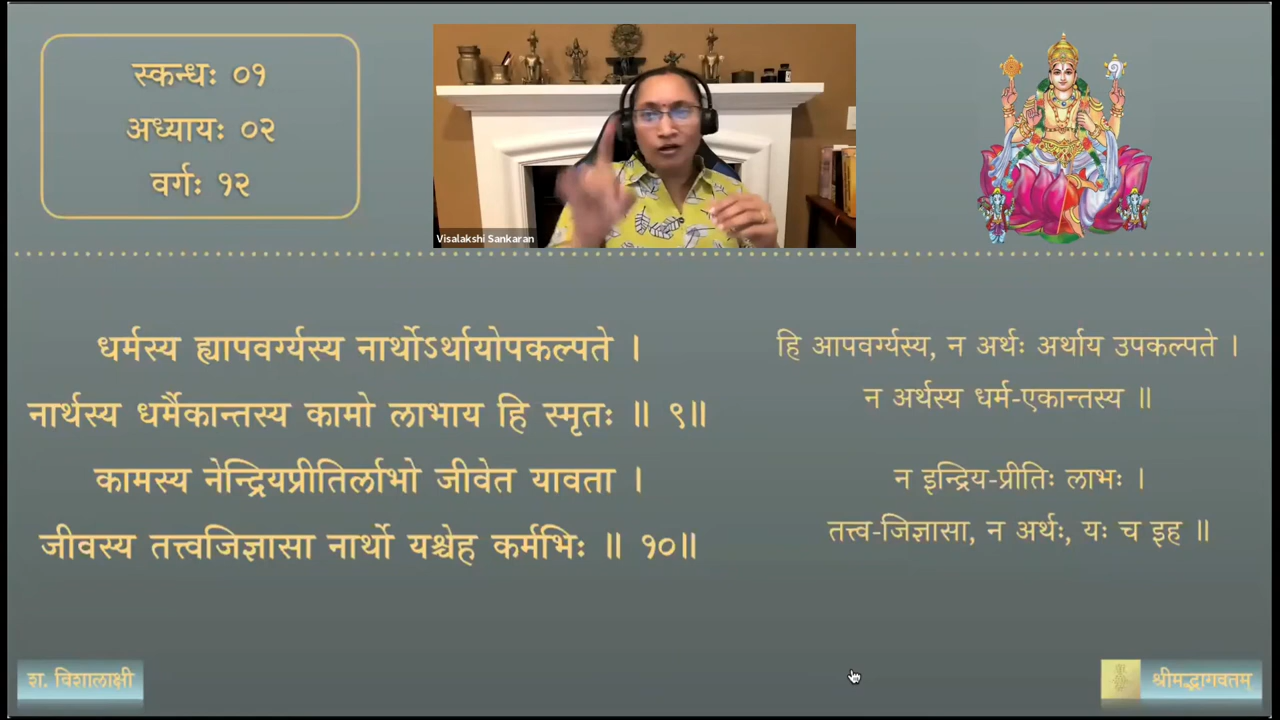 स्कन्धः ०१
अध्यायः ०२
वर्गः १२
Visalakshi Sankaran
धर्मस्य ह्यापवर्ग्यस्य नार्थोऽर्थायोपकल्पते ।
नार्थस्य धर्मैकान्तस्य कामो लाभाय हि स्मृतः ॥ ९॥
कामस्य नेन्द्रियप्रीतिर्लाभो जीवेत यावता ।
जीवस्य तत्त्वजिज्ञासा नार्थो यश्चेह कर्मभिः ॥ १०॥
हि आपवर्ग्यस्य, न अर्थः अर्थाय उपकल्पते ।
न अर्थस्य धर्म-एकान्तस्य ॥
न इन्द्रिय-प्रीतिः लाभः ।
तत्त्व-जिज्ञासा, न अर्थः, यः च इह ॥
श. विशालाक्षी
श्रीमद्भागवतम्